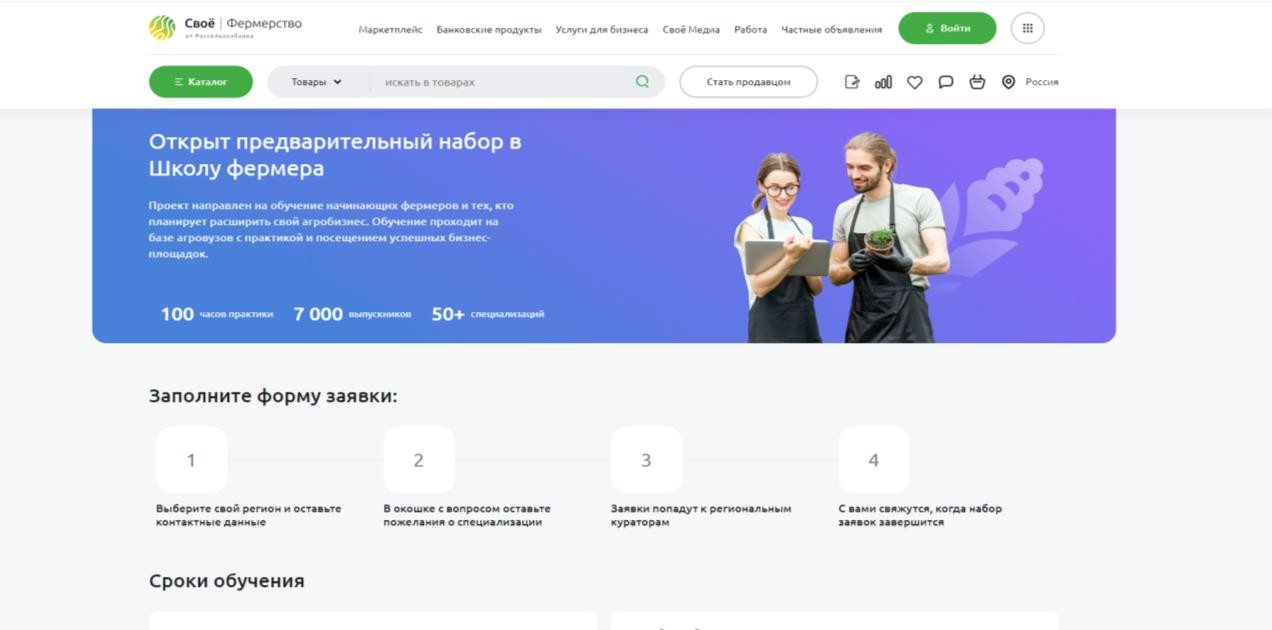 Своё | Фермерство
от Россельхозбанка
Маркетплейс Банковские продукты Услуги для бизнеса Своё Медиа Работа Частные объявления Войти
Каталог Товары искать в товарах Стать продавцом Россия
Открыт предварительный набор в
Школу фермера
Проект направлен на обучение начинающих фермеров и тех, кто
планирует расширить свой агробизнес. Обучение проходит на
базе агровузов с практикой и посещением успешных бизнес-
площадок.
100 часов практики 7 000 выпускников 50+ специализаций
Заполните форму заявки:
1
2
3
4
Выберите свой регион и оставьте
контактные данные
В окошке с вопросом оставьте
пожелания о специализации
Заявки попадут к региональным
кураторам
С вами свяжутся, когда набор
заявок завершится
Сроки обучения